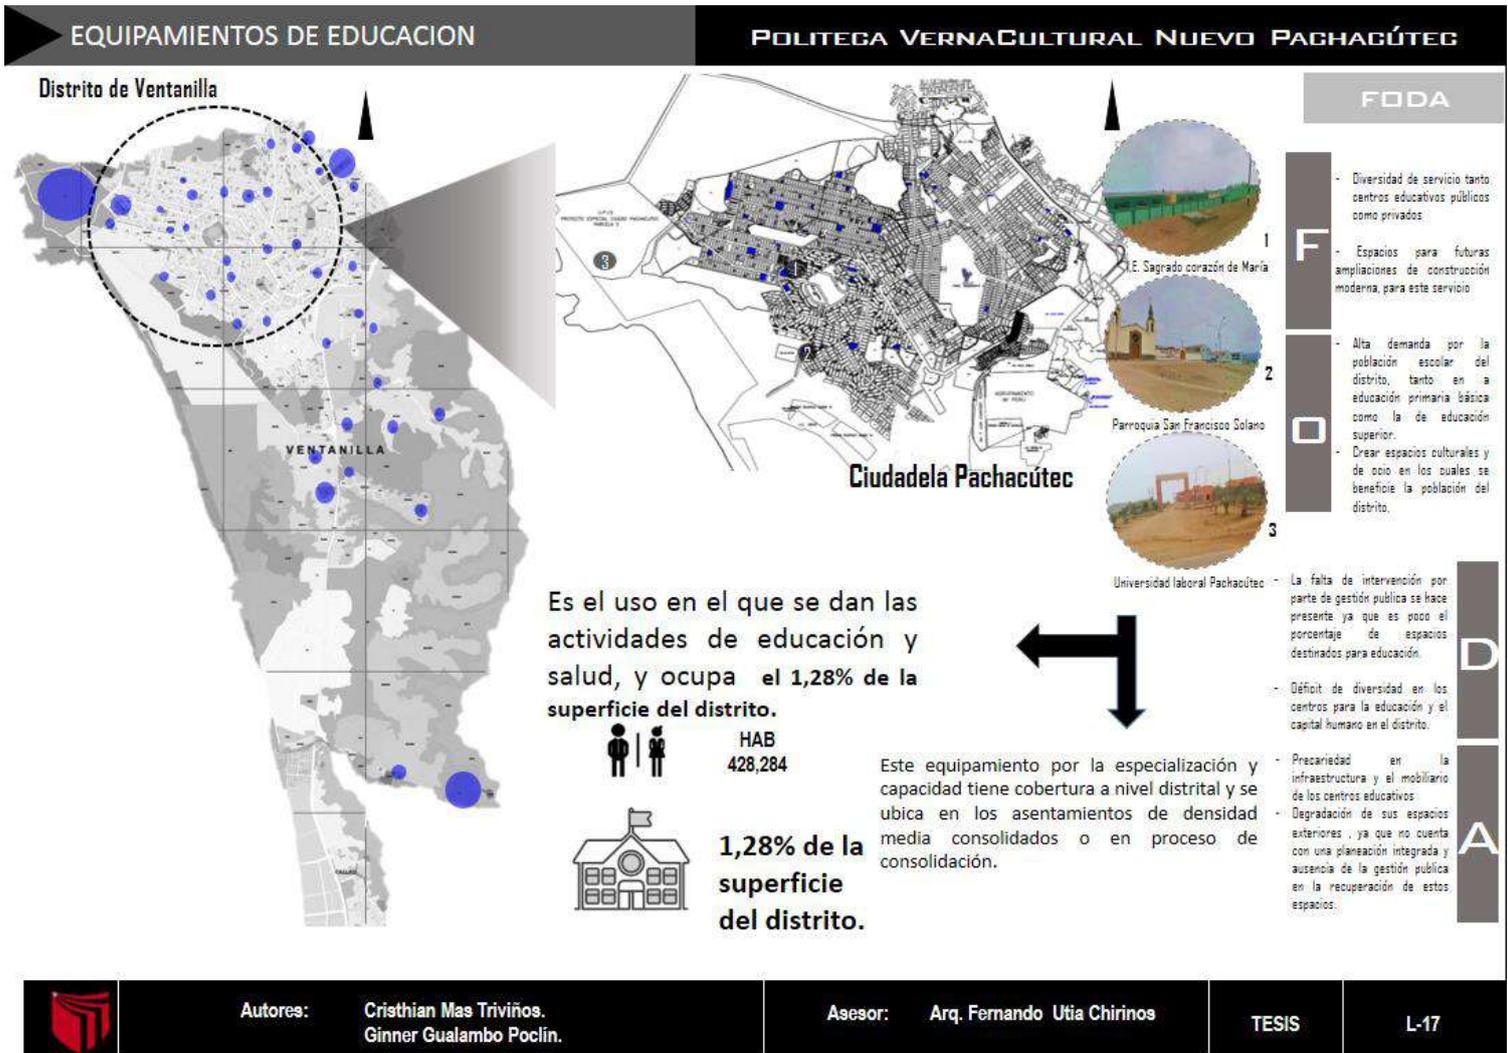 EQUIPAMIENTOS DE EDUCACION
POLITECA VERNACULTURAL NUEVO PACHACÚTEC
Distrito de Ventanilla
VENTANILLA
CALLAO
3
1
2
Ciudadela Pachacútec
1
I.E. Sagrado corazón de María
2
Parroquia San Francisco Solano
3
Universidad laboral Pachacútec
FODA
F
- Diversidad de servicio tanto
centros educativos públicos
como privados
- Espacios para futuras
ampliaciones de construcción
moderna, para este servicio
O
- Alta demanda por la
población escolar del
distrito, tanto en a
educación primaria básica
como la de educación
superior.
- Crear espacios culturales y
de ocio en los cuales se
beneficie la población del
distrito.
D
- La falta de intervención por
parte de gestión publica se hace
presente ya que es poco el
porcentaje de espacios
destinados para educación.
- Déficit de diversidad en los
centros para la educación y el
capital humano en el distrito.
A
- Precariedad en la
infraestructura y el mobiliario
de los centros educativos
- Degradación de sus espacios
exteriores , ya que no cuenta
con una planeación integrada y
ausencia de la gestión publica
en la recuperación de estos
espacios.
Es el uso en el que se dan las
actividades de educación y
salud, y ocupa el 1,28% de la
superficie del distrito.
HAB
428,284
1,28% de la
superficie
del distrito.
Este equipamiento por la especialización y
capacidad tiene cobertura a nivel distrital y se
ubica en los asentamientos de densidad
media consolidados o en proceso de
consolidación.
Autores:
Cristhian Mas Triviños.
Ginner Gualambo Poclín.
Asesor:
Arq. Fernando Utia Chirinos
TESIS
L-17